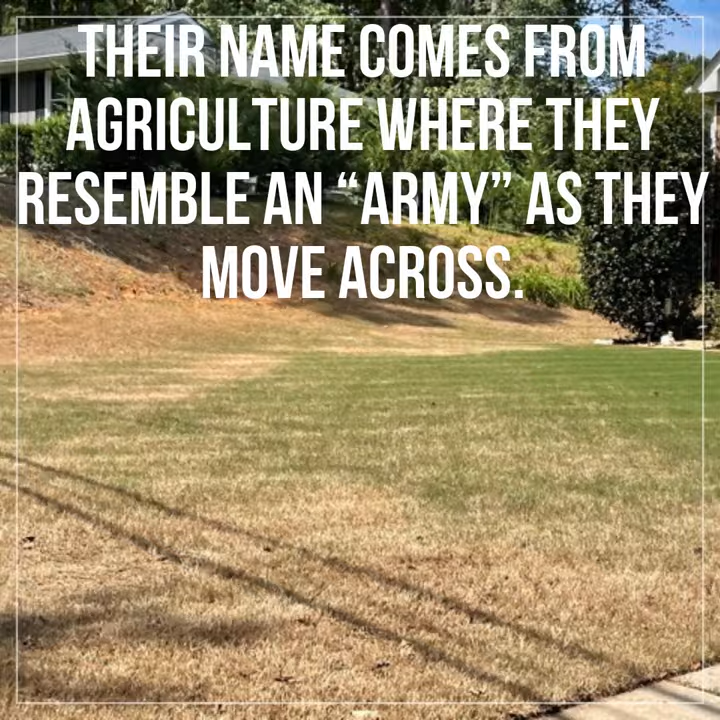 THEIR NAME COMES FROM
AGRICULTURE WHERE THEY
RESEMBLE AN “ARMY” AS THEY
MOVE ACROSS.